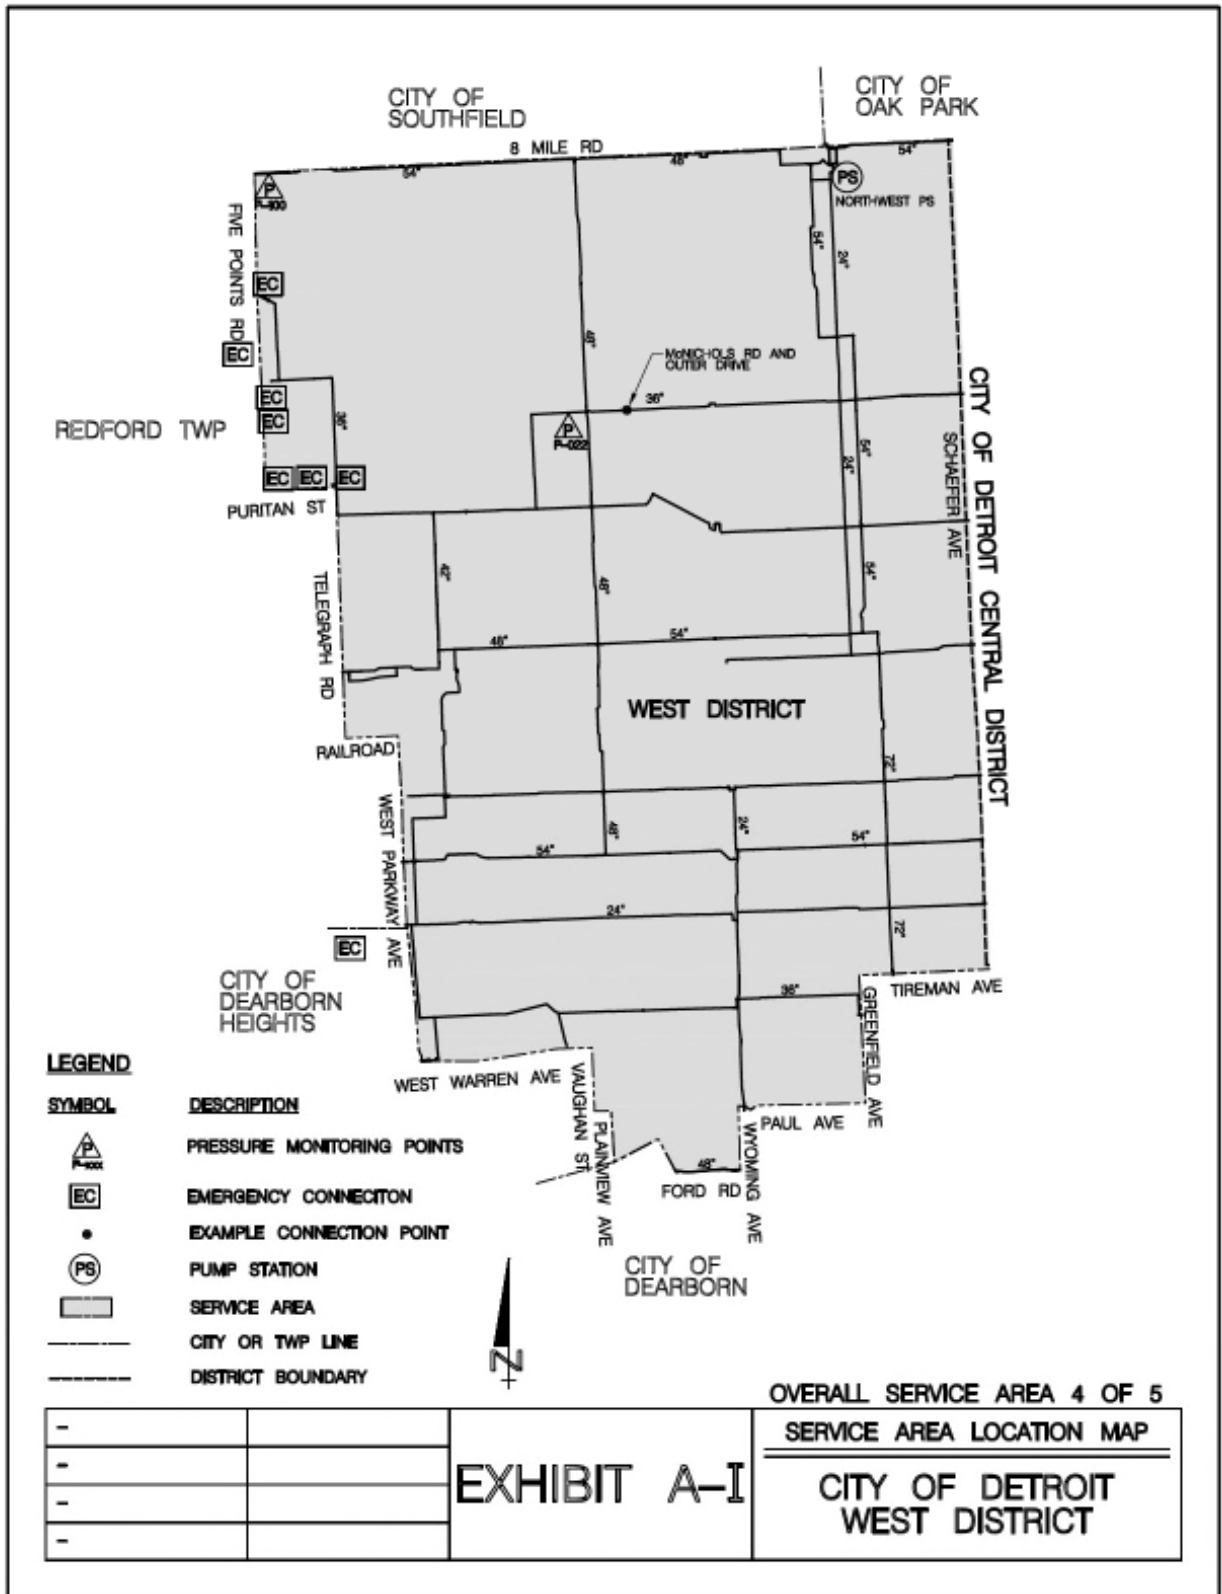 CITY OF
SOUTHFIELD
CITY OF
OAK PARK
8 MILE RD
54"
48"
54"
P
P-100
PS
NORTHWEST PS
FIVE POINTS RD
54"
24"
EC
EC
48"
McNICHOLS RD AND
OUTER DRIVE
EC
EC
36"
36"
P
P-022
REDFORD TWP
CITY OF DETROIT CENTRAL DISTRICT
SCHAEFER AVE
54"
24"
EC
EC
EC
PURITAN ST
TELEGRAPH RD
42"
48"
54"
48"
54"
WEST DISTRICT
RAILROAD
72"
WEST PARKWAY AVE
48"
24"
54"
54"
24"
72"
EC
CITY OF
DEARBORN
HEIGHTS
36"
GREENFIELD AVE
TIREMAN AVE
WEST WARREN AVE
VAUGHAN ST
PLAINVIEW AVE
PAUL AVE
WYOMING AVE
48"
FORD RD
CITY OF
DEARBORN
LEGEND
SYMBOL DESCRIPTION
P
P-xxx
PRESSURE MONITORING POINTS
EC EMERGENCY CONNECITON
EXAMPLE CONNECTION POINT
PS PUMP STATION
SERVICE AREA
CITY OR TWP LINE
DISTRICT BOUNDARY
N
OVERALL SERVICE AREA 4 OF 5
SERVICE AREA LOCATION MAP
CITY OF DETROIT
WEST DISTRICT
EXHIBIT A-I
-
-
-
-